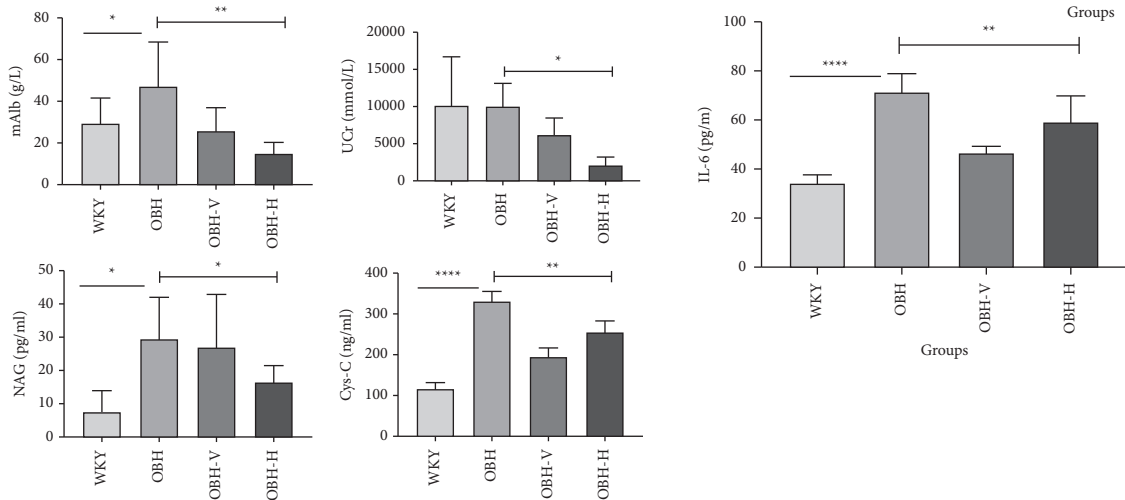 80
60
40
20
0
mAlb (g/L)
*
**
WKY
OBH
OBH-V
OBH-H
20000
15000
10000
5000
0
UCr (mmol/L)
*
WKY
OBH
OBH-V
OBH-H
Groups
100
80
60
40
60
0
IL-6 (pg/m)
****
**
WKY
OBH
OBH-V
OBH-H
Groups
50
40
30
20
10
0
NAG (pg/ml)
*
*
WKY
OBH
OBH-V
OBH-H
400
300
200
100
0
Cys-C (ng/ml)
****
**
WKY
OBH
OBH-V
OBH-H